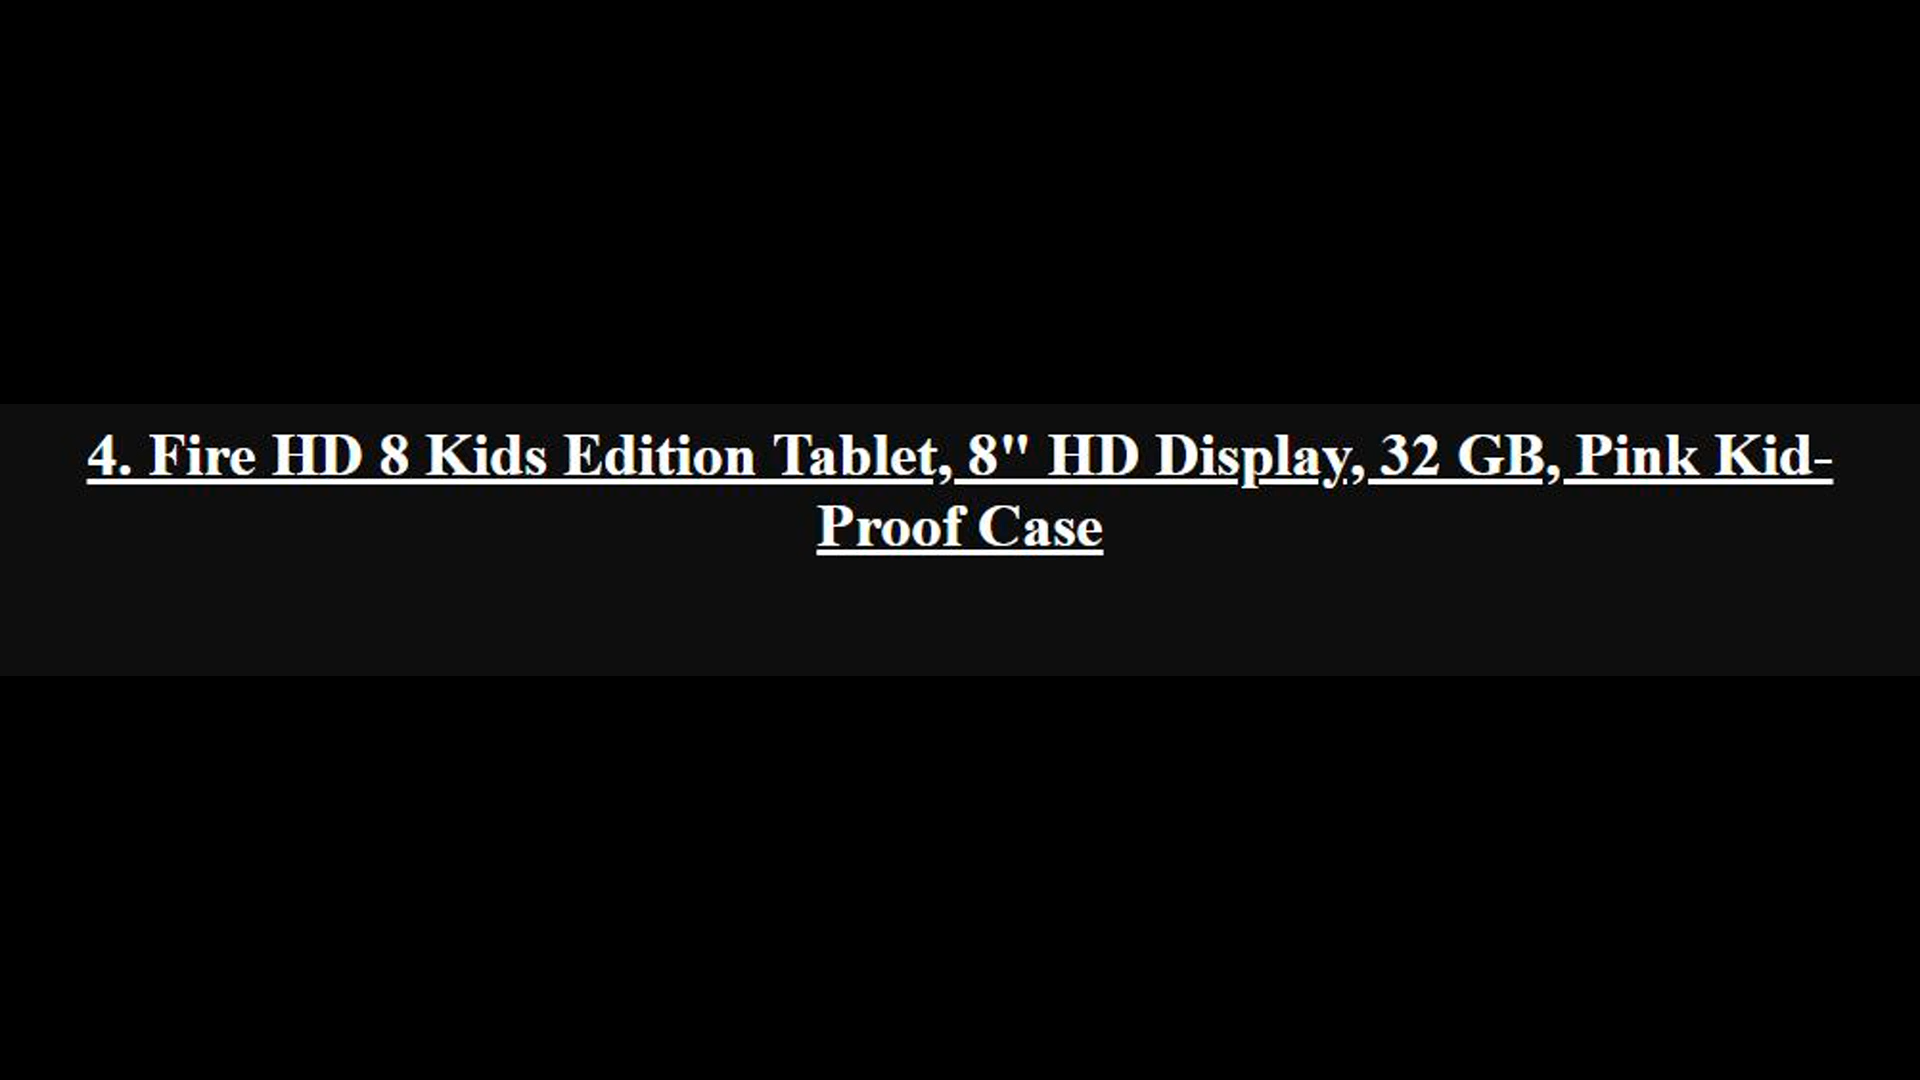 4. Fire HD 8 Kids Edition Tablet, 8" HD Display, 32 GB, Pink Kid-
Proof Case